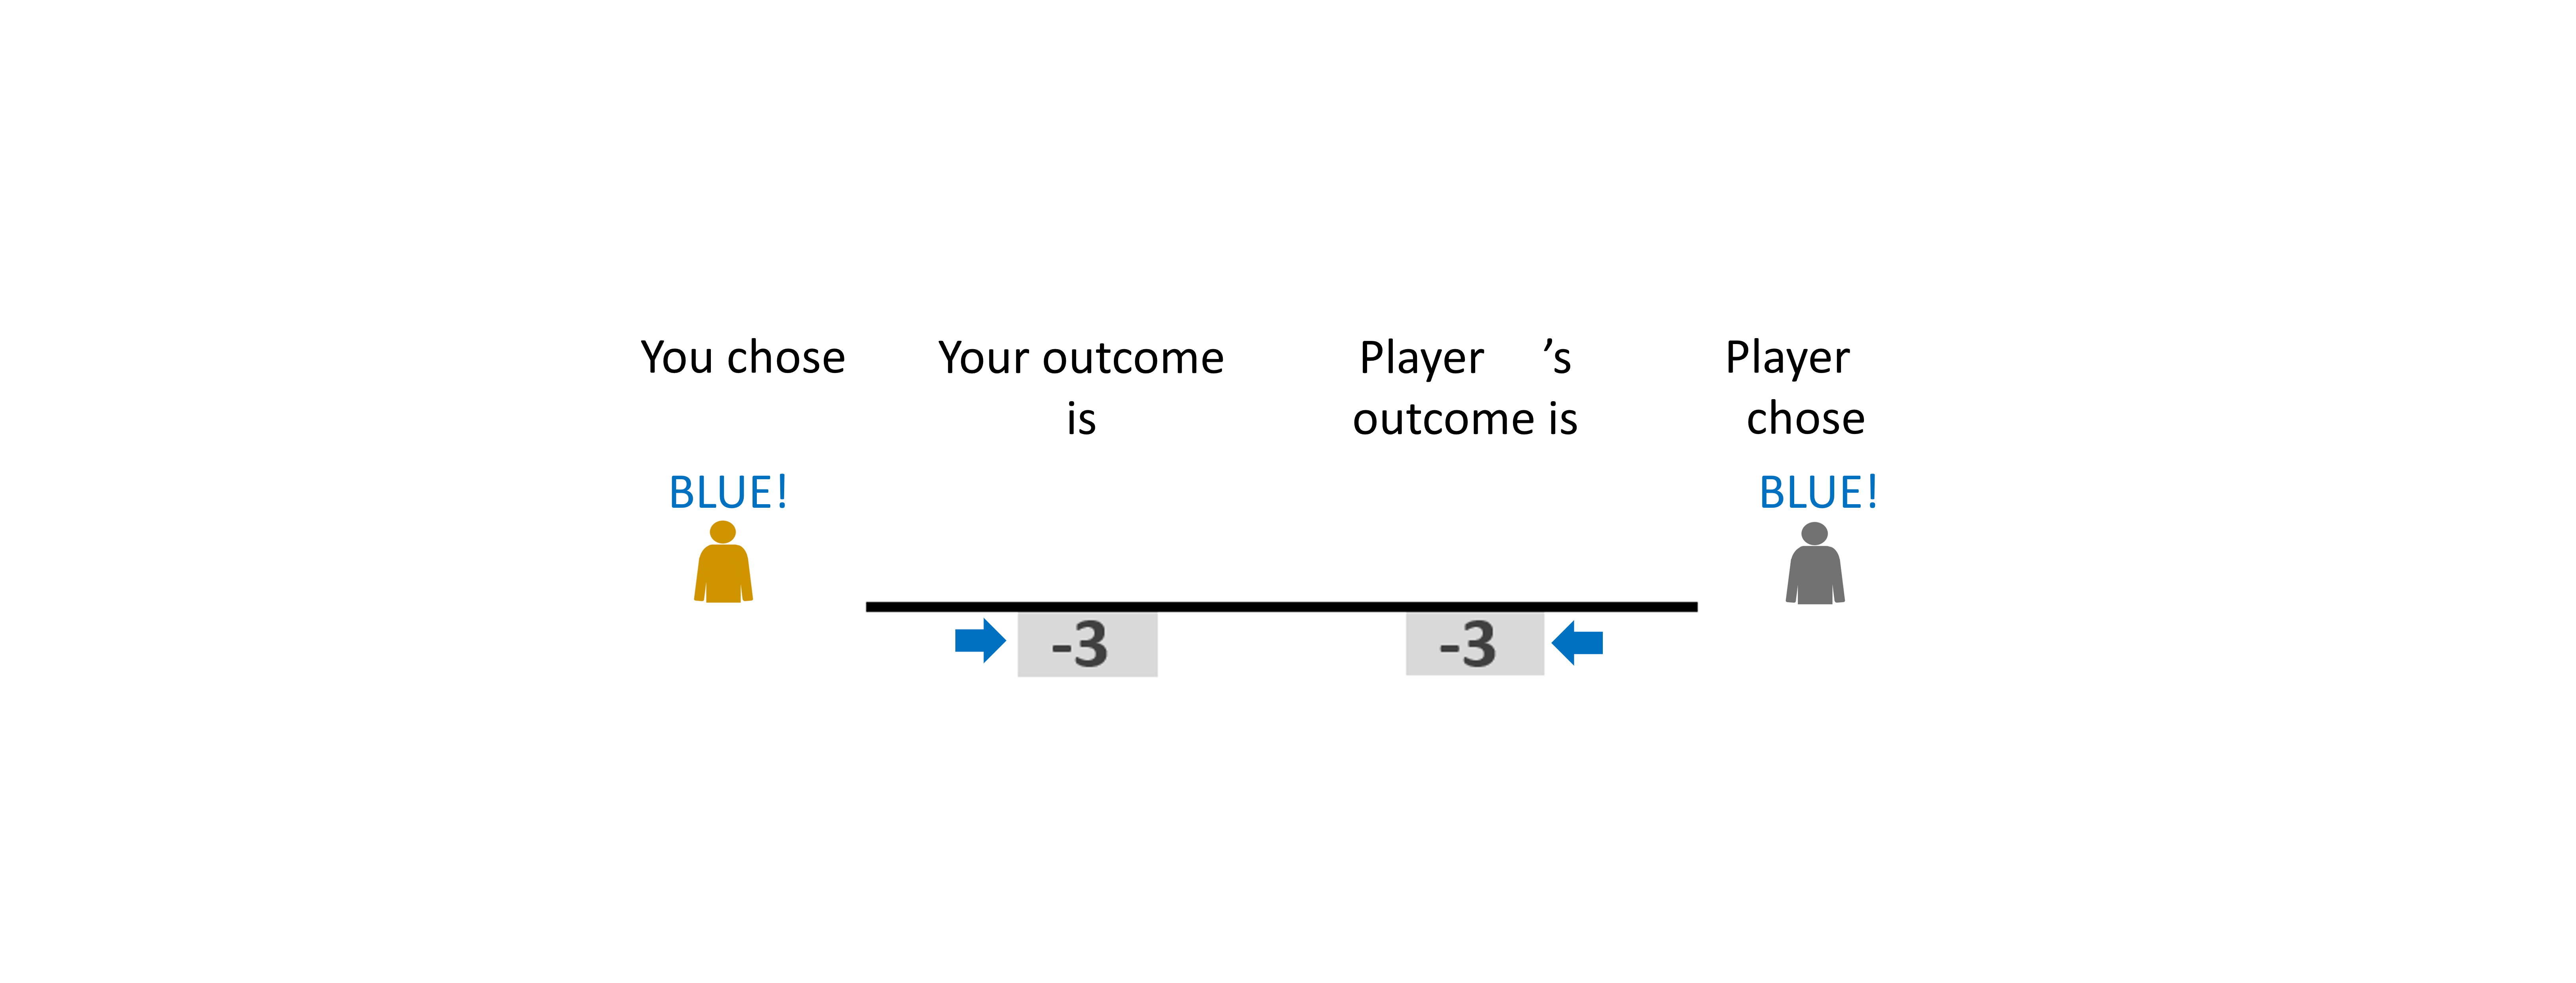 You chose
Your outcome
is
Player ’s
outcome is
Player
chose
BLUE!
BLUE!
-3
-3